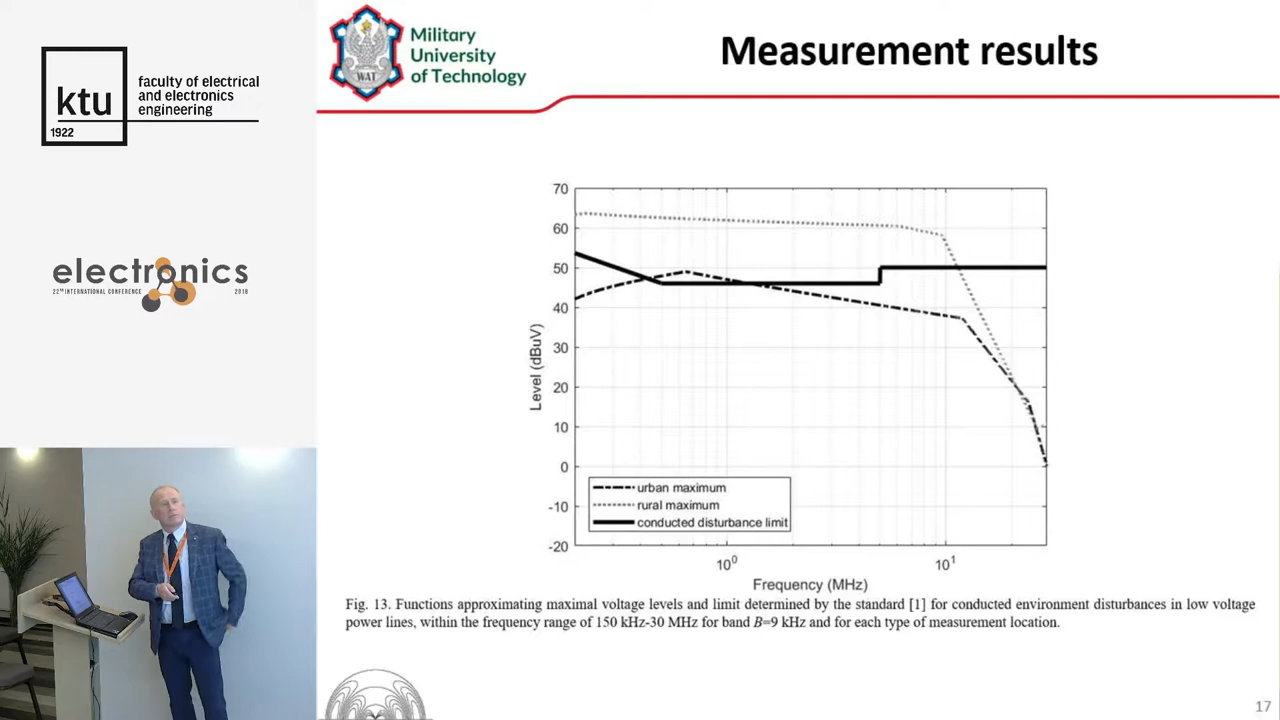 ktu
1922
faculty of electrical
and electronics
engineering
electronics
22ᵗʰ INTERNATIONAL CONFERENCE 2018
WAT
Military
University
of Technology
Measurement results
70
60
50
40
30
20
10
0
-10
-20
Level (dBuV)
urban maximum
rural maximum
conducted disturbance limit
10⁰
10¹
Frequency (MHz)
Fig. 13. Functions approximating maximal voltage levels and limit determined by the standard [1] for conducted environment disturbances in low voltage
power lines, within the frequency range of 150 kHz-30 MHz for band B=9 kHz and for each type of measurement location.
17